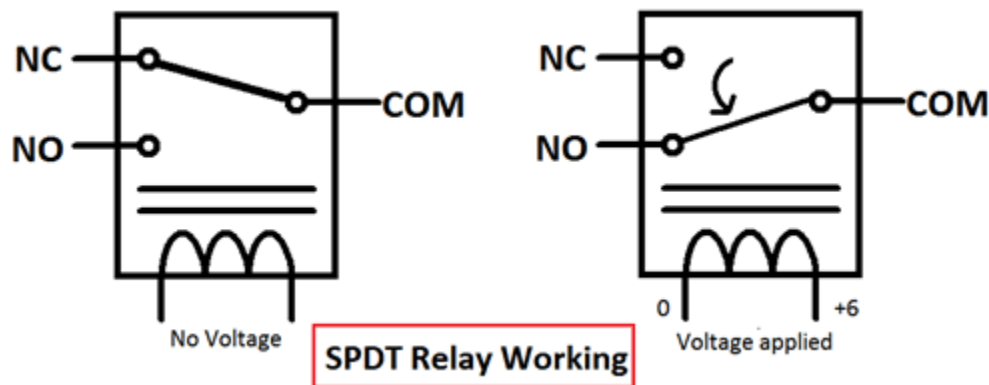 NC
COM
NO
No Voltage
NC
COM
NO
0
+6
Voltage applied
SPDT Relay Working